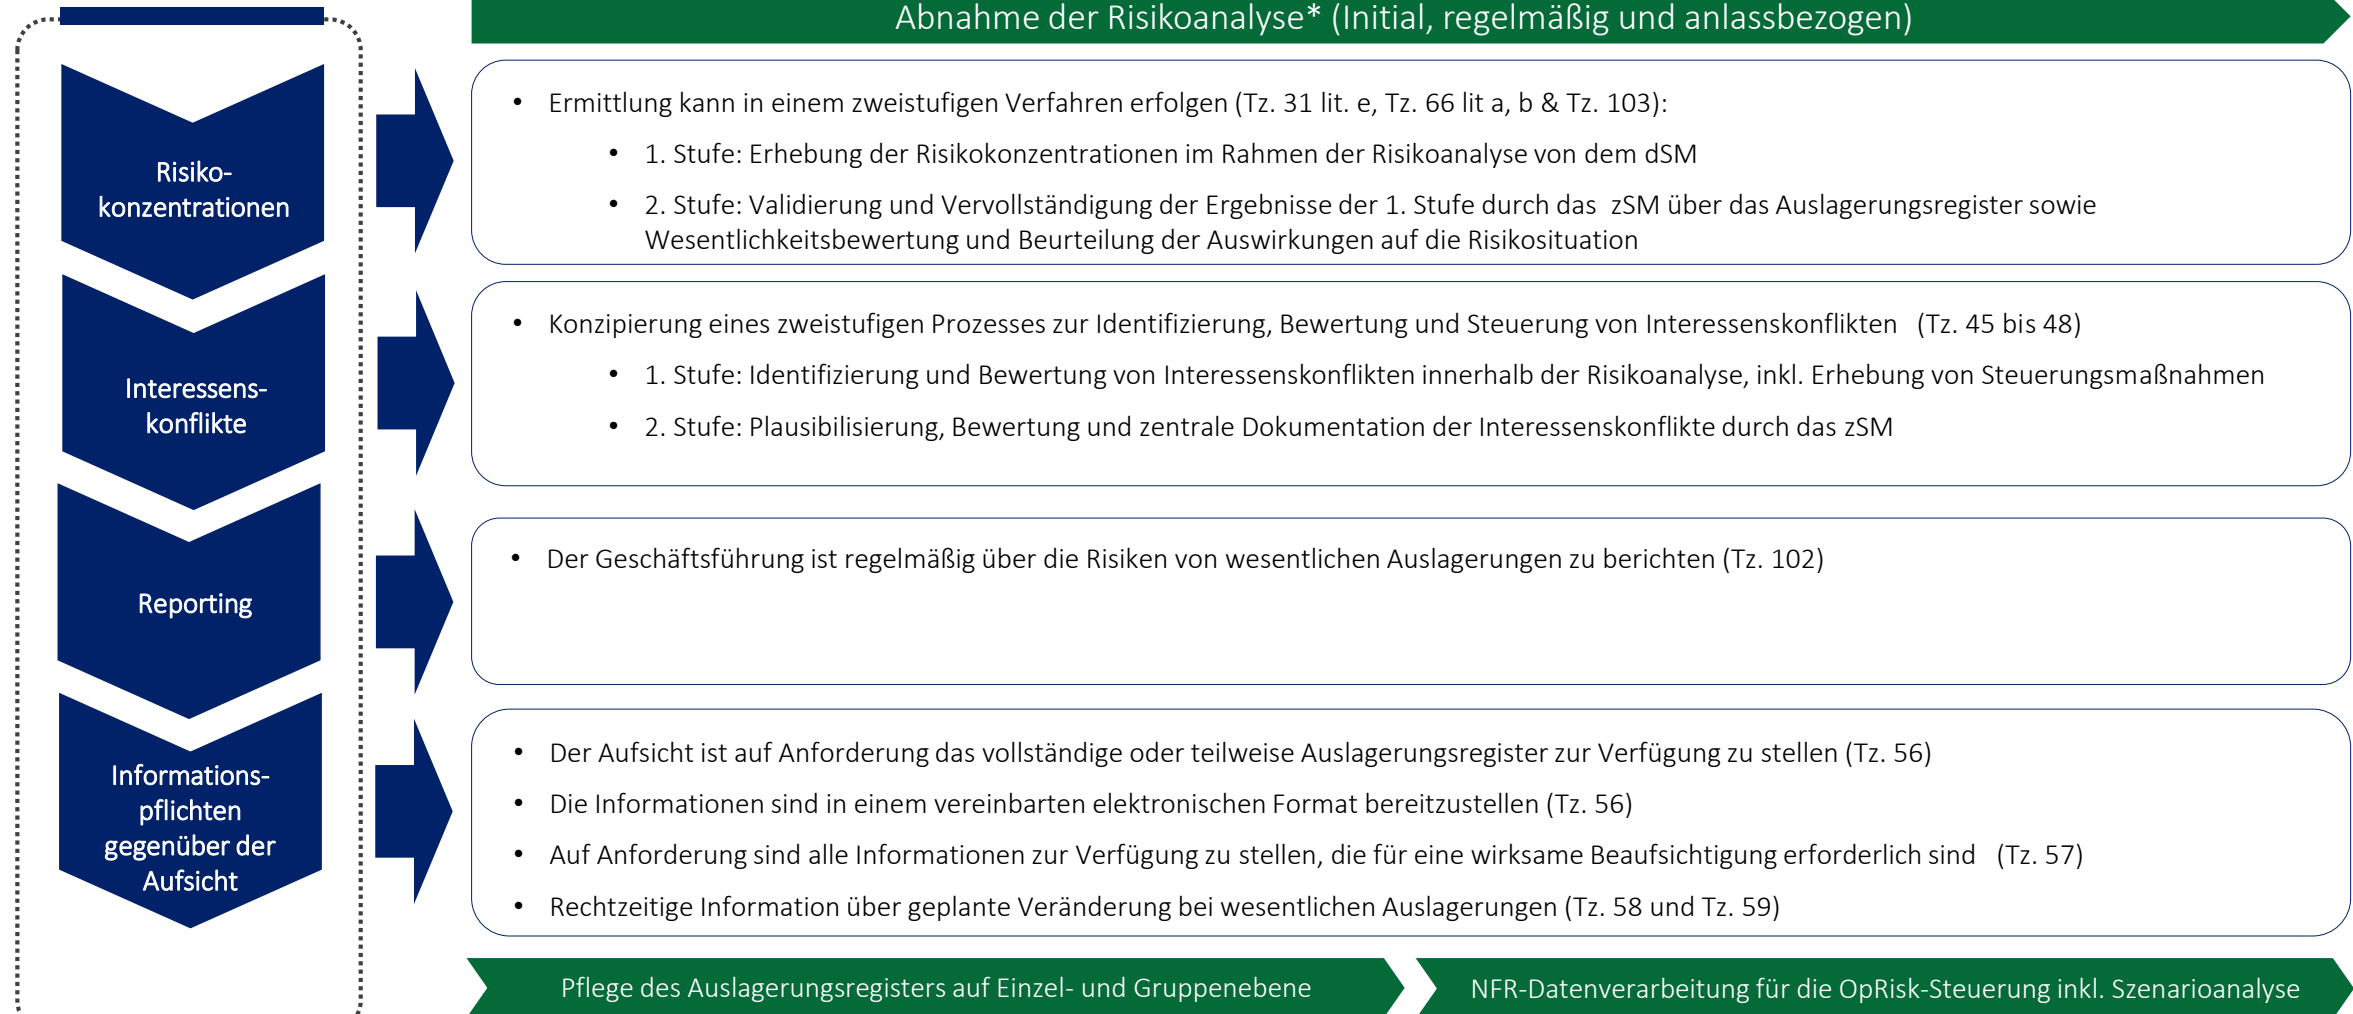 Abnahme der Risikoanalyse* (Initial, regelmäßig und anlassbezogen)
Risiko-
konzentrationen
• Ermittlung kann in einem zweistufigen Verfahren erfolgen (Tz. 31 lit. e, Tz. 66 lit a, b & Tz. 103):
• 1. Stufe: Erhebung der Risikokonzentrationen im Rahmen der Risikoanalyse von dem dSM
• 2. Stufe: Validierung und Vervollständigung der Ergebnisse der 1. Stufe durch das zSM über das Auslagerungsregister sowie
Wesentlichkeitsbewertung und Beurteilung der Auswirkungen auf die Risikosituation
Interessens-
konflikte
• Konzipierung eines zweistufigen Prozesses zur Identifizierung, Bewertung und Steuerung von Interessenskonflikten (Tz. 45 bis 48)
• 1. Stufe: Identifizierung und Bewertung von Interessenskonflikten innerhalb der Risikoanalyse, inkl. Erhebung von Steuerungsmaßnahmen
• 2. Stufe: Plausibilisierung, Bewertung und zentrale Dokumentation der Interessenskonflikte durch das zSM
Reporting
• Der Geschäftsführung ist regelmäßig über die Risiken von wesentlichen Auslagerungen zu berichten (Tz. 102)
Informations-
pflichten
gegenüber der
Aufsicht
• Der Aufsicht ist auf Anforderung das vollständige oder teilweise Auslagerungsregister zur Verfügung zu stellen (Tz. 56)
• Die Informationen sind in einem vereinbarten elektronischen Format bereitzustellen (Tz. 56)
• Auf Anforderung sind alle Informationen zur Verfügung zu stellen, die für eine wirksame Beaufsichtigung erforderlich sind (Tz. 57)
• Rechtzeitige Information über geplante Veränderung bei wesentlichen Auslagerungen (Tz. 58 und Tz. 59)
Pflege des Auslagerungsregisters auf Einzel- und Gruppenebene
NFR-Datenverarbeitung für die OpRisk-Steuerung inkl. Szenarioanalyse